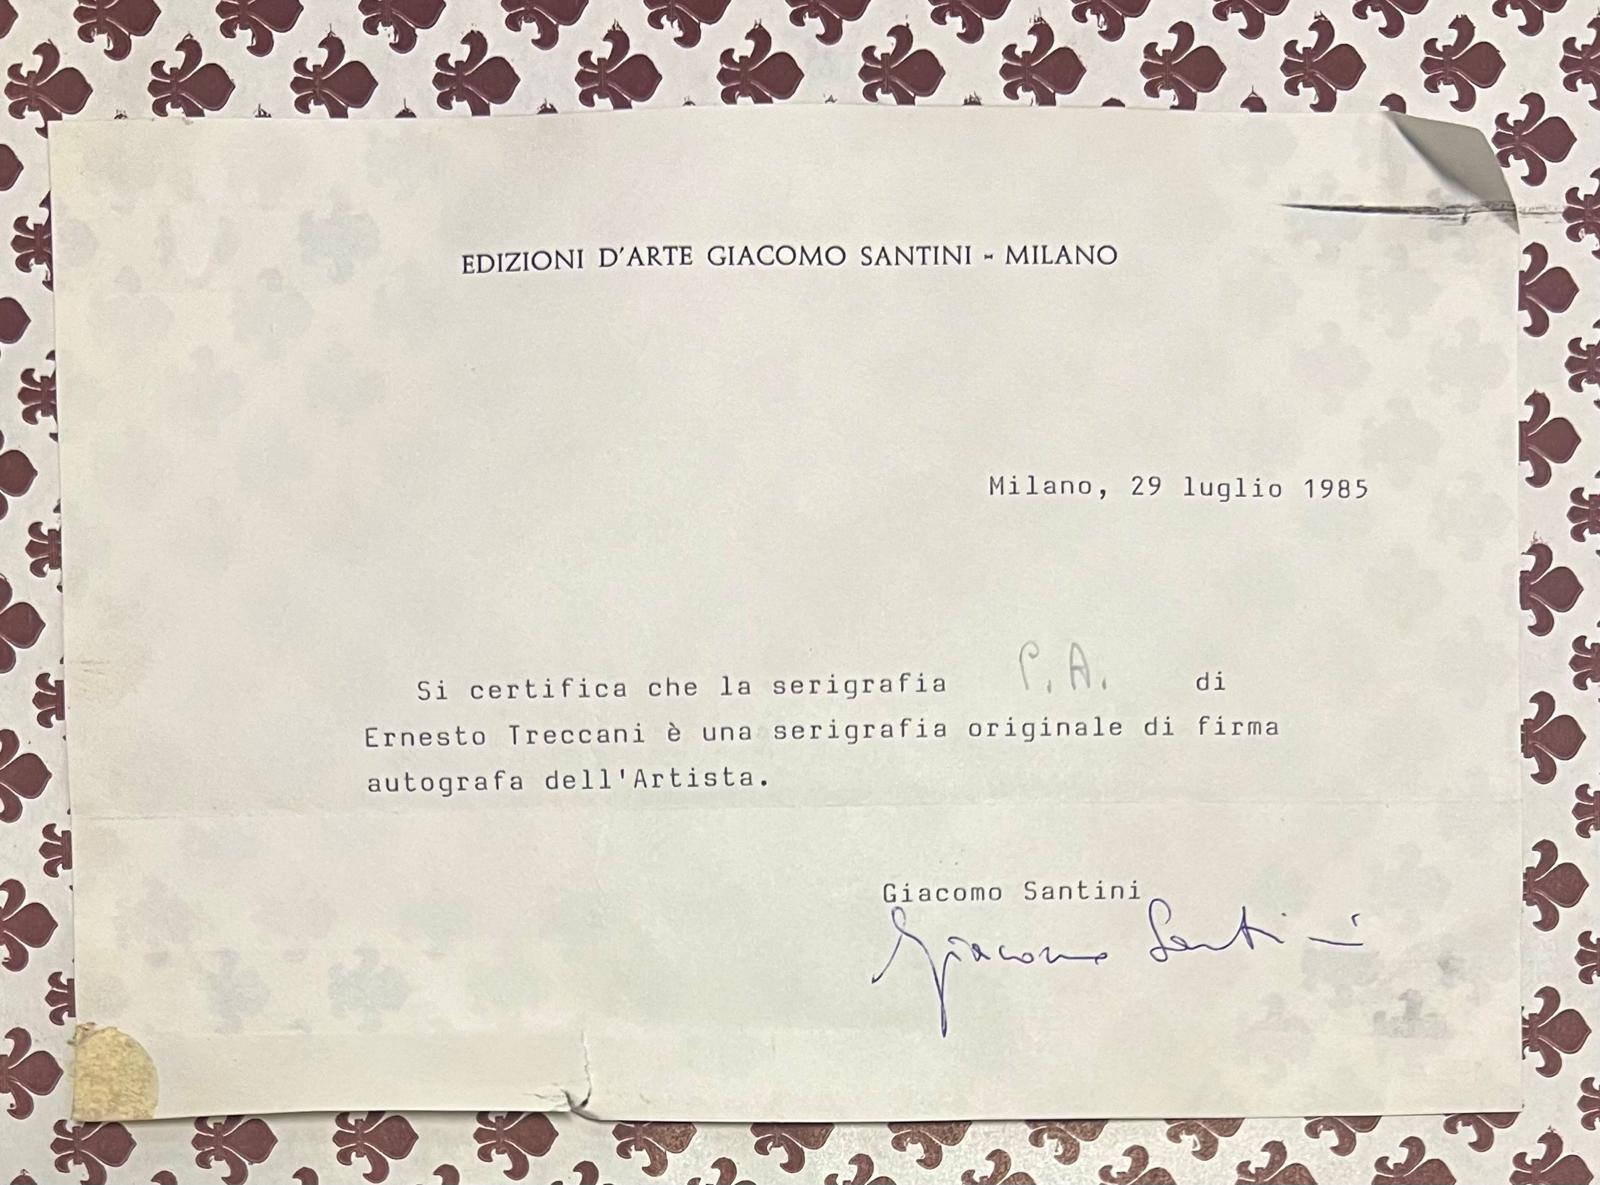 EDIZIONI D'ARTE GIACOMO SANTINI - MILANO
Milano, 29 luglio 1985
Si certifica che la serigrafia P.A. di
Ernesto Treccani è una serigrafia originale di firma
autografa dell'Artista.
Giacomo Santini
Giacomo Santini